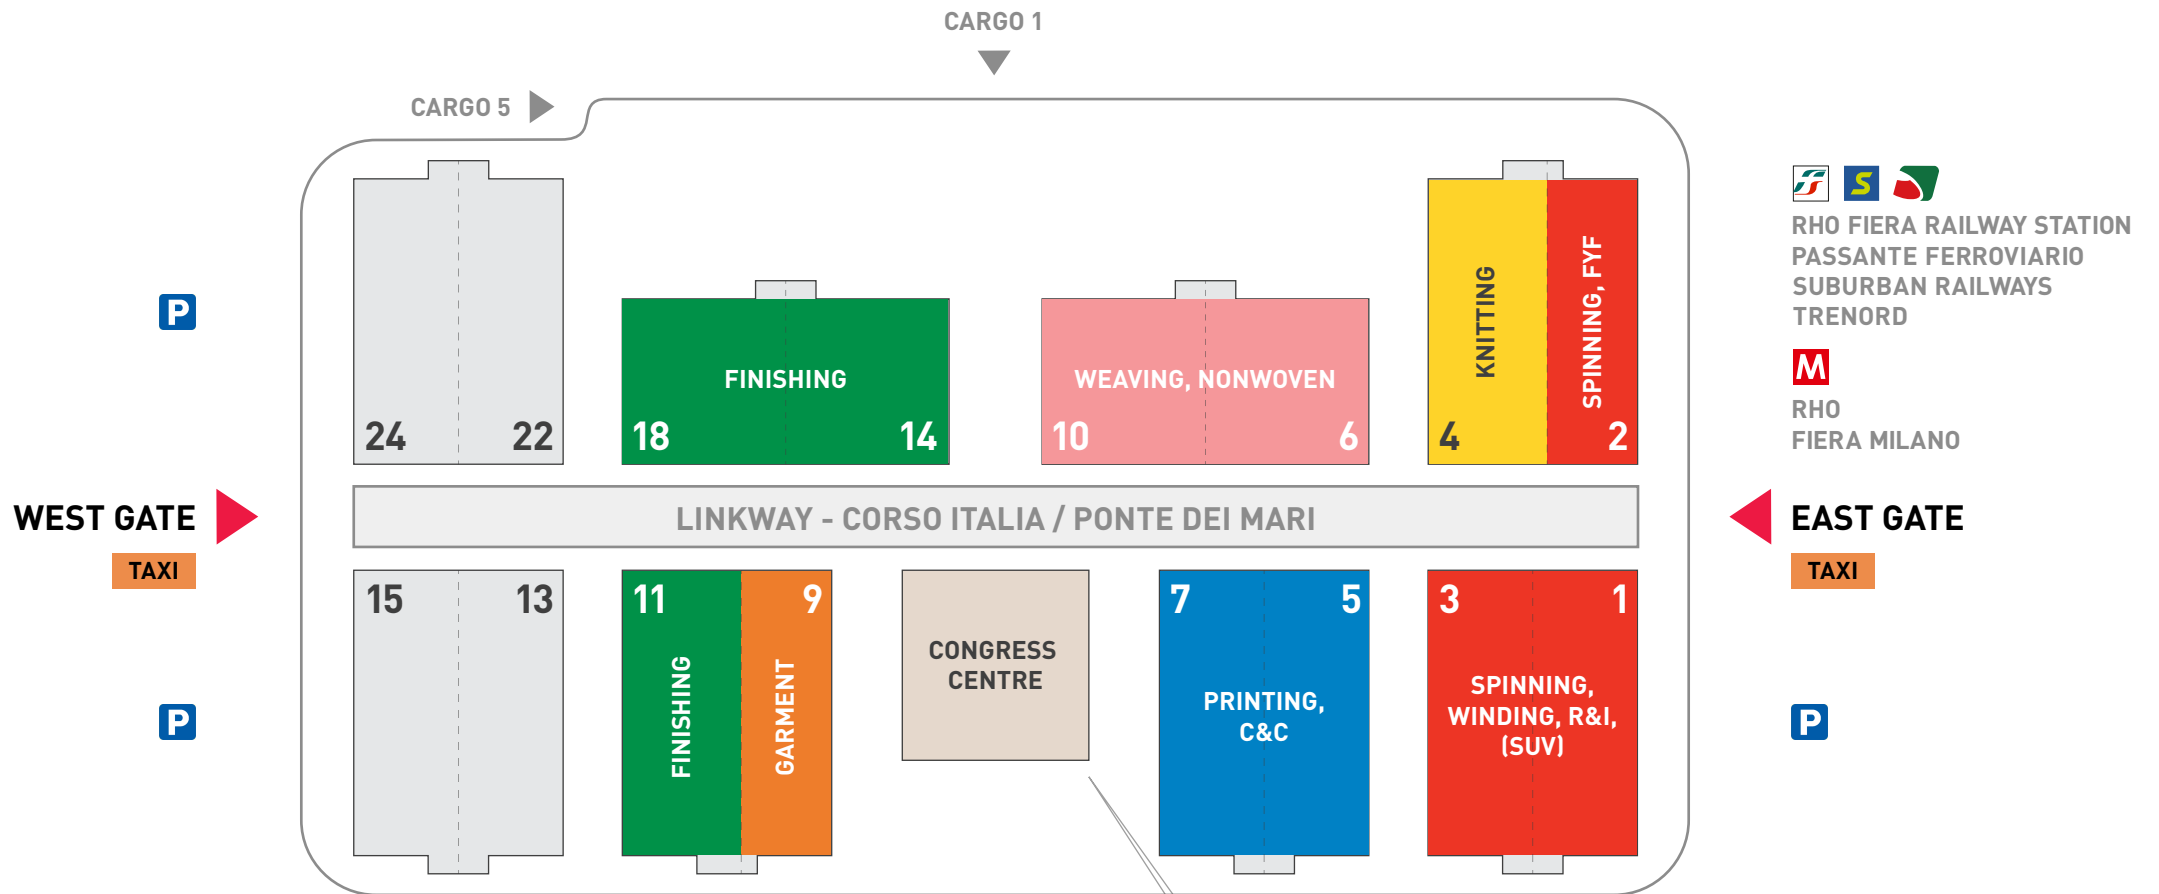 CARGO 1
CARGO 5
RHO FIERA RAILWAY STATION
PASSANTE FERROVIARIO
SUBURBAN RAILWAYS
TRENORD
M
RHO
FIERA MILANO
P
24 22
FINISHING
18 14
WEAVING, NONWOVEN
10 6
KNITTING
4
SPINNING, FYF
2
WEST GATE
TAXI
LINKWAY - CORSO ITALIA / PONTE DEI MARI
EAST GATE
TAXI
15 13
11 9
FINISHING
GARMENT
CONGRESS
CENTRE
7 5
PRINTING,
C&C
3 1
SPINNING,
WINDING, R&I,
(SUV)
P
P